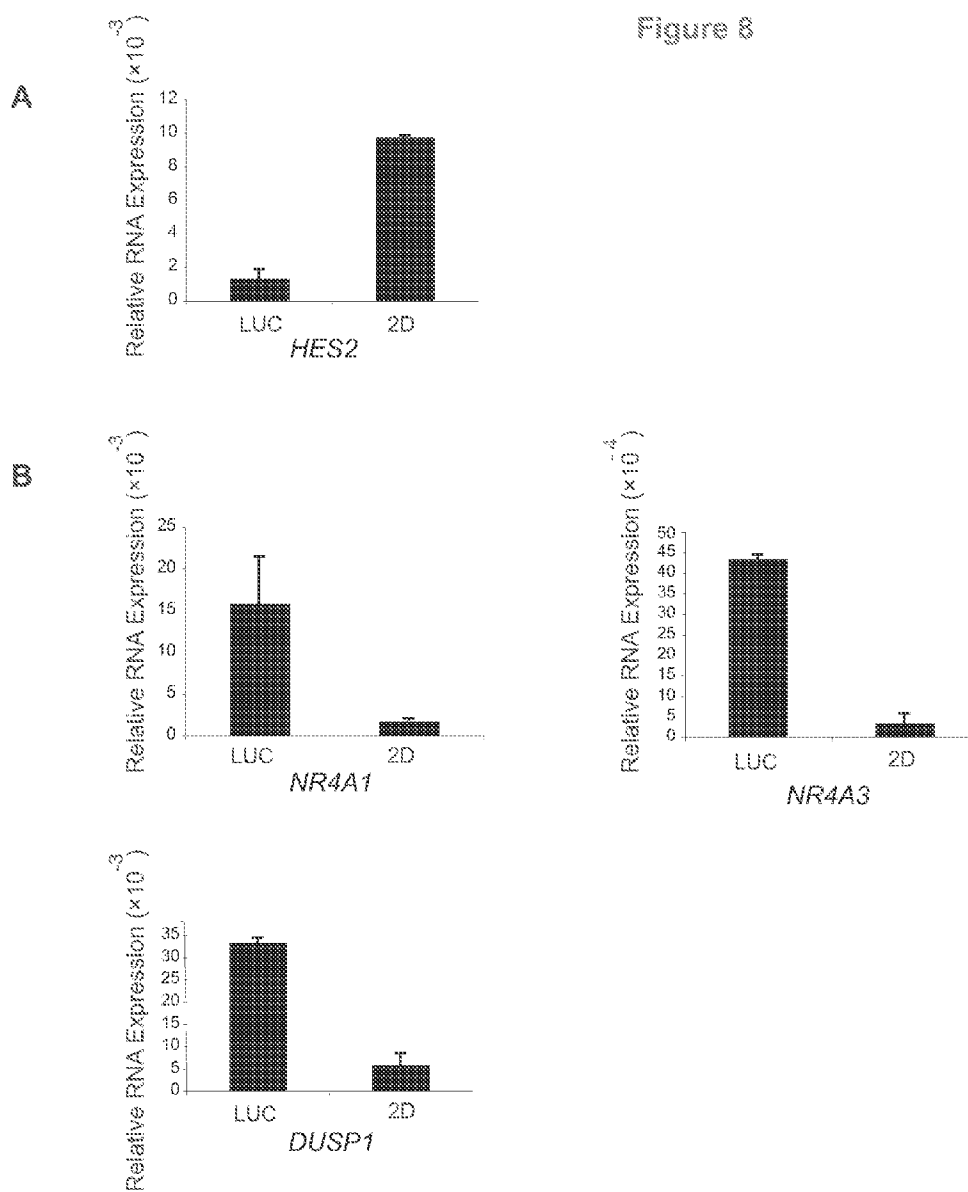 Figure 8
A
Relative RNA Expression (×10⁻³)
12
10
8
6
4
2
0
LUC 2D
HES2
B
Relative RNA Expression (×10⁻³)
25
20
15
10
5
0
LUC 2D
NR4A1
Relative RNA Expression (×10⁻⁴)
50
45
40
35
30
25
20
15
10
5
0
LUC 2D
NR4A3
Relative RNA Expression (×10⁻³)
35
30
25
20
15
10
5
0
LUC 2D
DUSP1